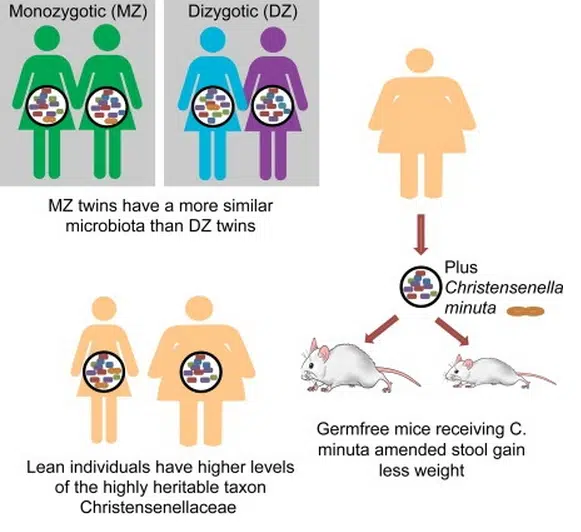 Monozygotic (MZ)
Dizygotic (DZ)
MZ twins have a more similar
microbiota than DZ twins
Plus
Christensenella
minuta
Lean individuals have higher levels
of the highly heritable taxon
Christensenellaceae
Germfree mice receiving C.
minuta amended stool gain
less weight